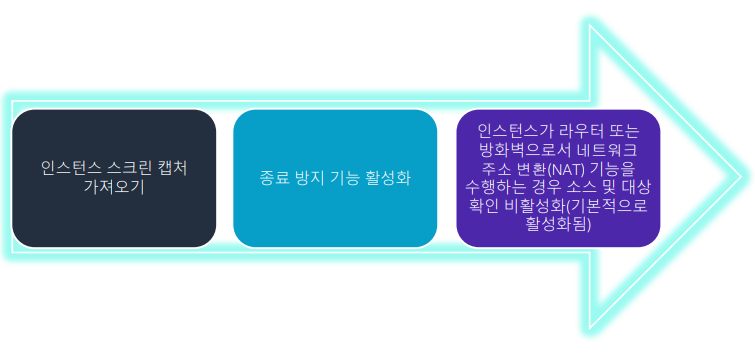 인스턴스 스크린 캡처
가져오기
종료 방지 기능 활성화
인스턴스가 라우터 또는
방화벽으로서 네트워크
주소 변환(NAT) 기능을
수행하는 경우 소스 및 대상
확인 비활성화(기본적으로
활성화됨)